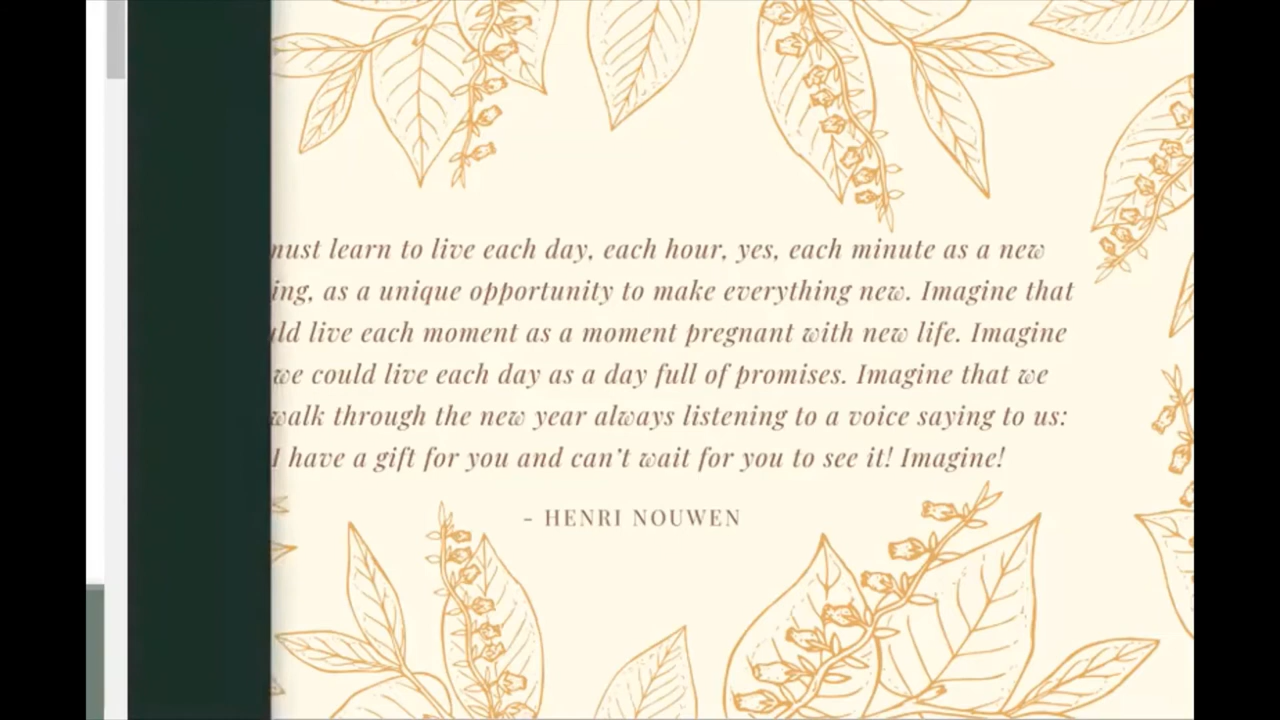 must learn to live each day, each hour, yes, each minute as a new
ing, as a unique opportunity to make everything new. Imagine that
ld live each moment as a moment pregnant with new life. Imagine
we could live each day as a day full of promises. Imagine that we
walk through the new year always listening to a voice saying to us:
I have a gift for you and can't wait for you to see it! Imagine!
- HENRI NOUWEN